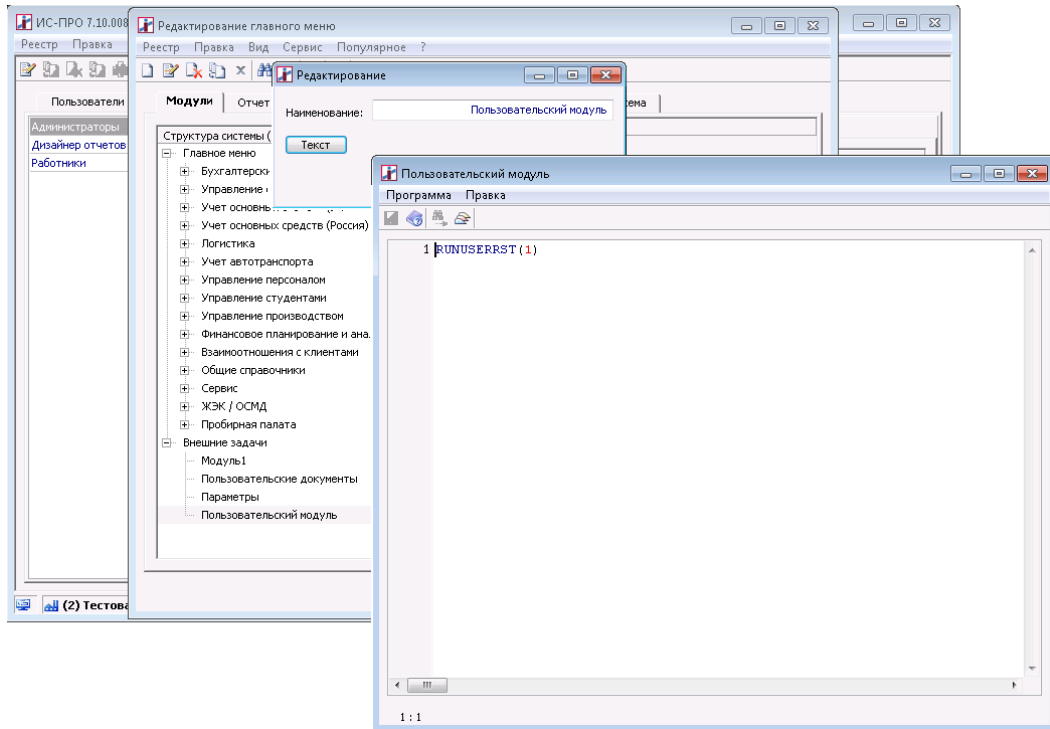 ИС-ПРО 7.10.008
Реестр Правка
Пользователи
Администраторы
Дизайнер отчетов
Работники
(2) Тестова
Редактирование главного меню
Реестр Правка Вид Сервис Популярное ?
Модули Отчет
Структура системы (
Главное меню
Бухгалтерски
Управление
Учет основн
Учет основных средств (Россия)
Логистика
Учет автотранспорта
Управление персоналом
Управление студентами
Управление производством
Финансовое планирование и ана.
Взаимоотношения с клиентами
Общие справочники
Сервис
ЖЭК / ОСМД
Пробирная палата
Внешние задачи
Модуль1
Пользовательские документы
Параметры
Пользовательский модуль
Редактирование
Наименование: Пользовательский модуль
Текст
Пользовательский модуль
Программа Правка
1 RUNUSERRST(1)
1:1